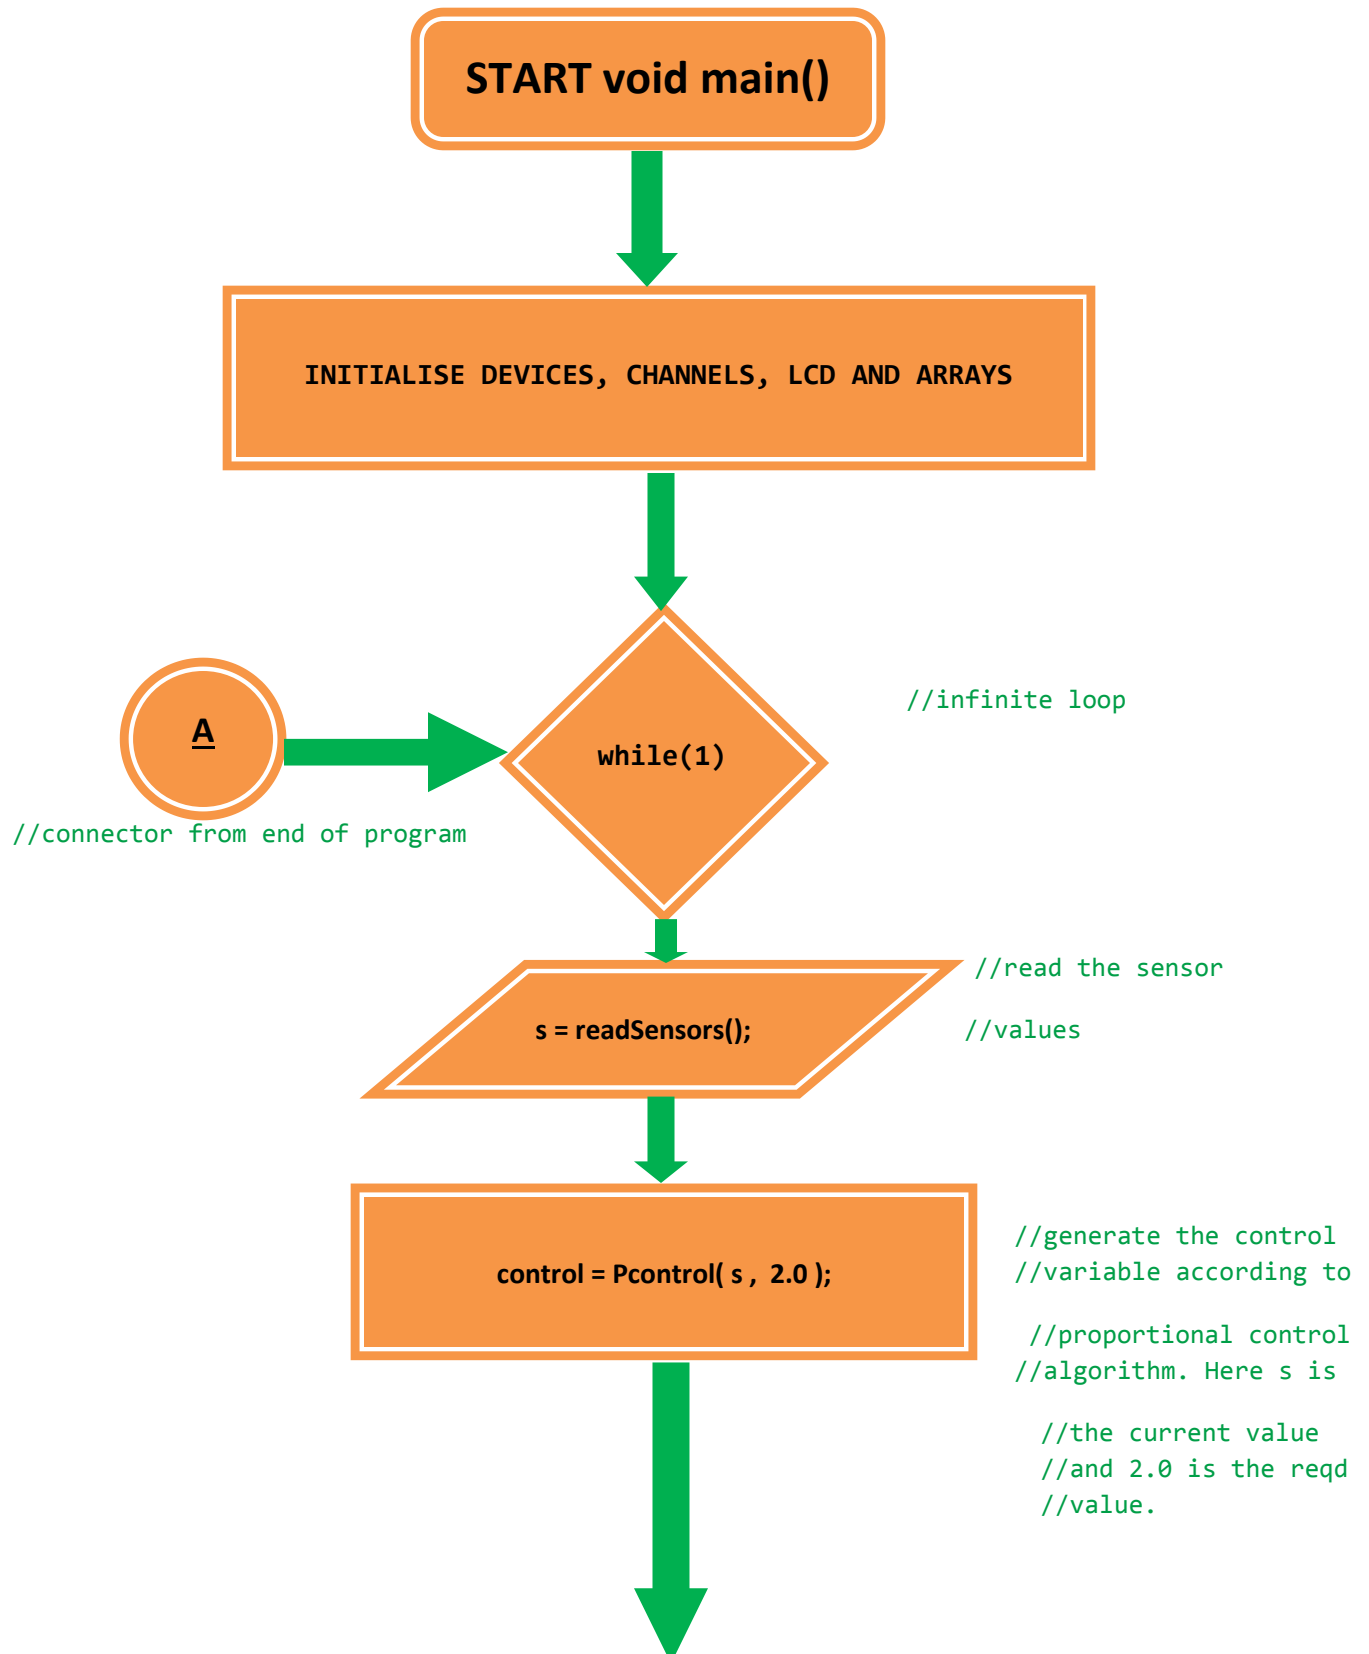 START void main()
INITIALISE DEVICES, CHANNELS, LCD AND ARRAYS
//infinite loop
A
while(1)
//connector from end of program
//read the sensor
s = readSensors();
//values
//generate the control
control = Pcontrol( s , 2.0 );
//variable according to
//proportional control
//algorithm. Here s is
//the current value
//and 2.0 is the reqd
//value.